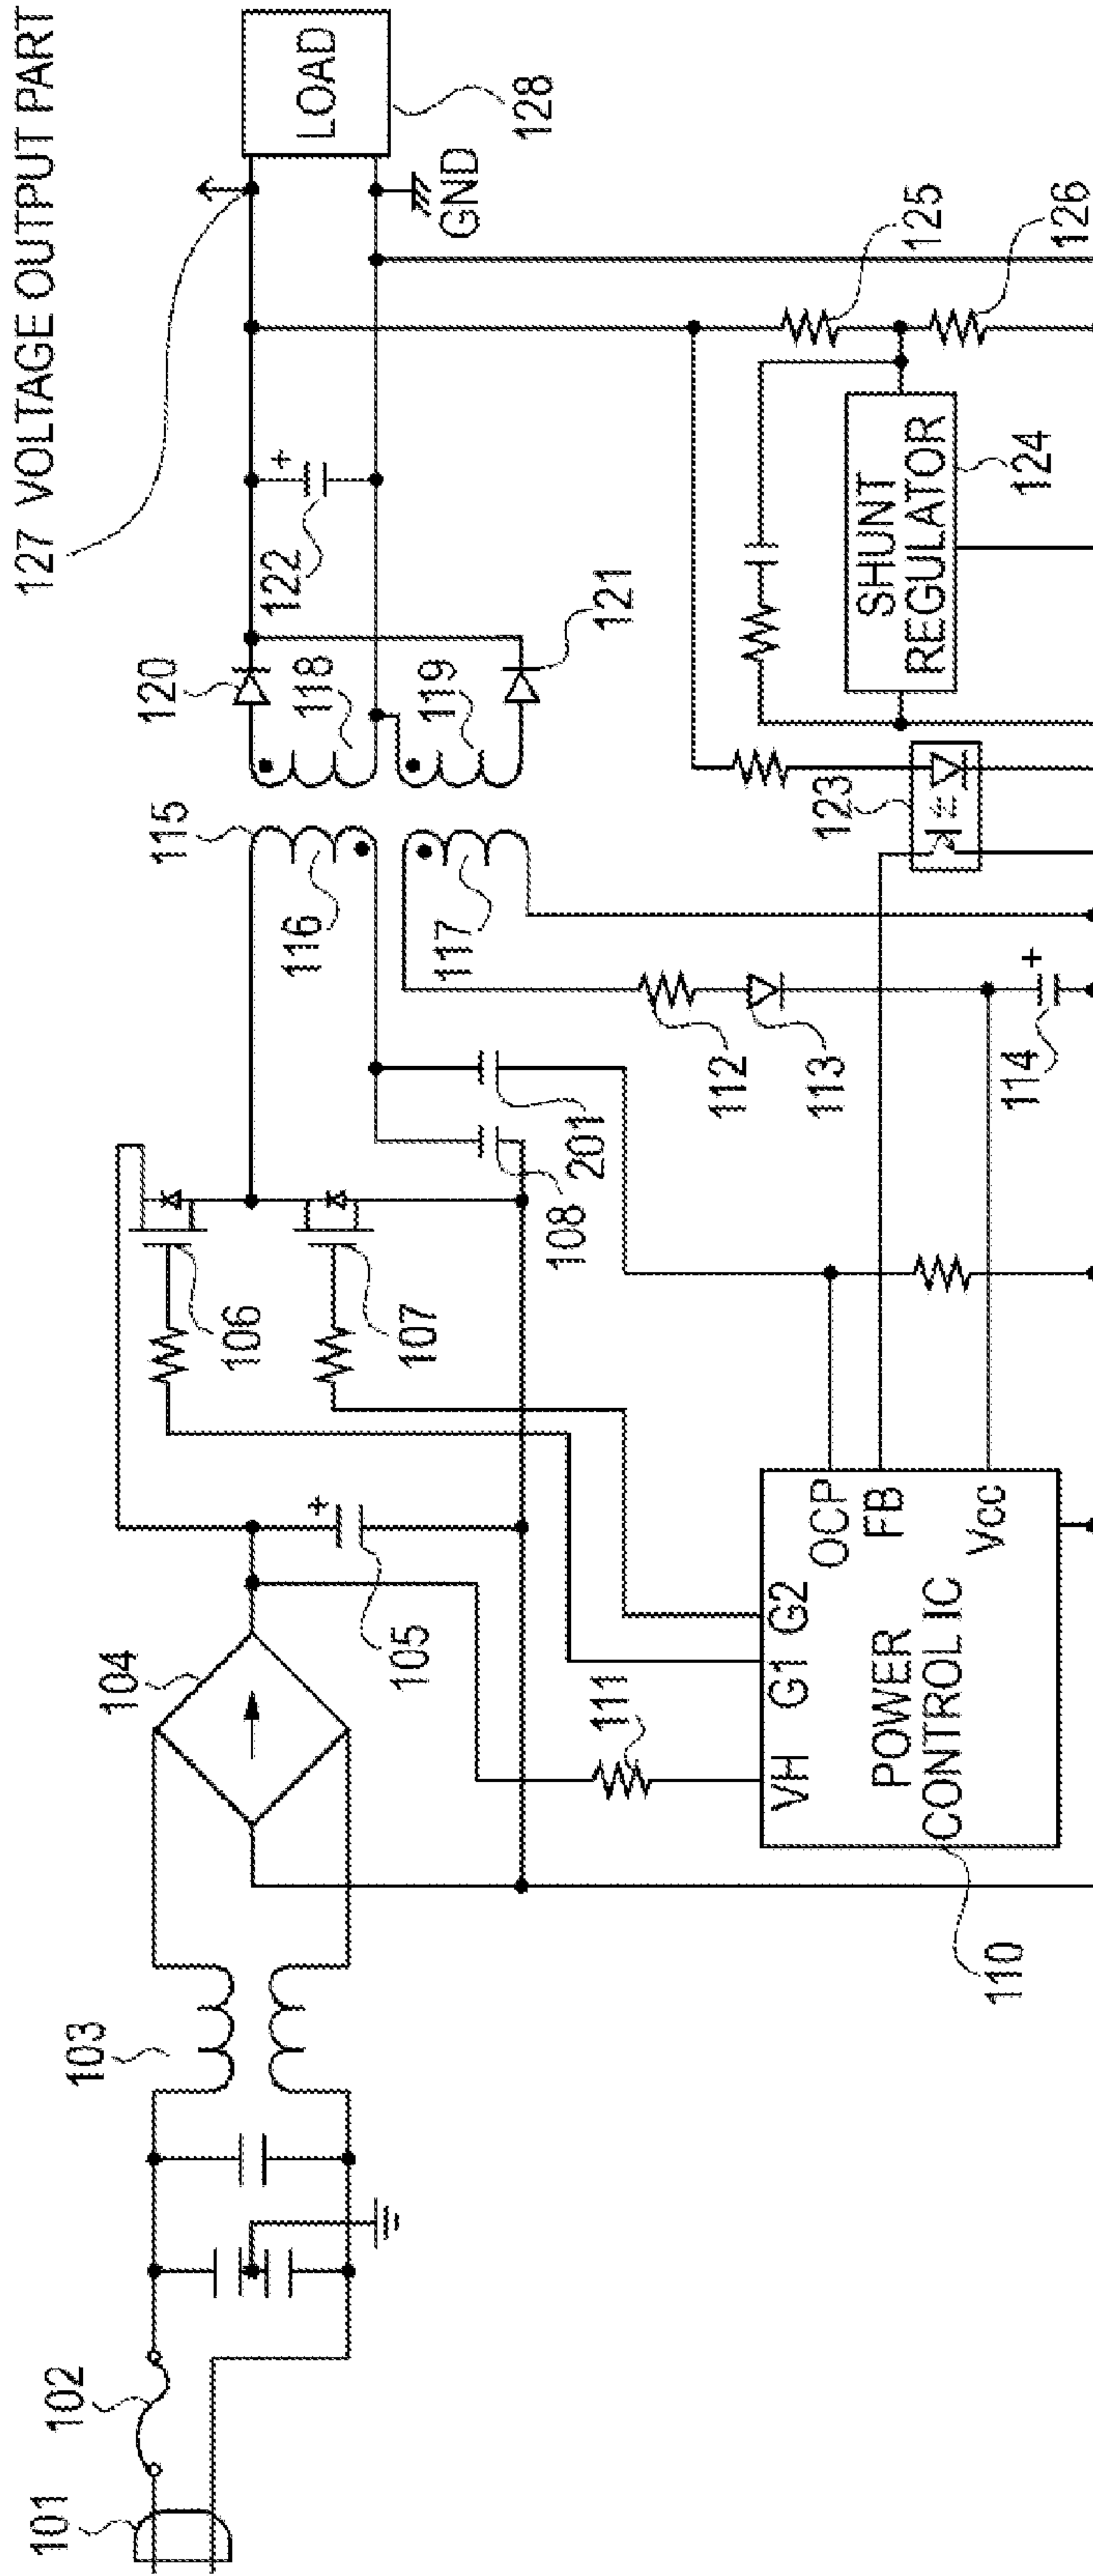 127 VOLTAGE OUTPUT PART
LOAD
128
GND
120
118
122
119
121
115
116
117
125
126
SHUNT
REGULATOR
124
123
112
113
114
201
108
106
107
104
105
111
VH
G1
G2
OCP
FB
Vcc
POWER
CONTROL IC
110
103
102
101
+
+
+